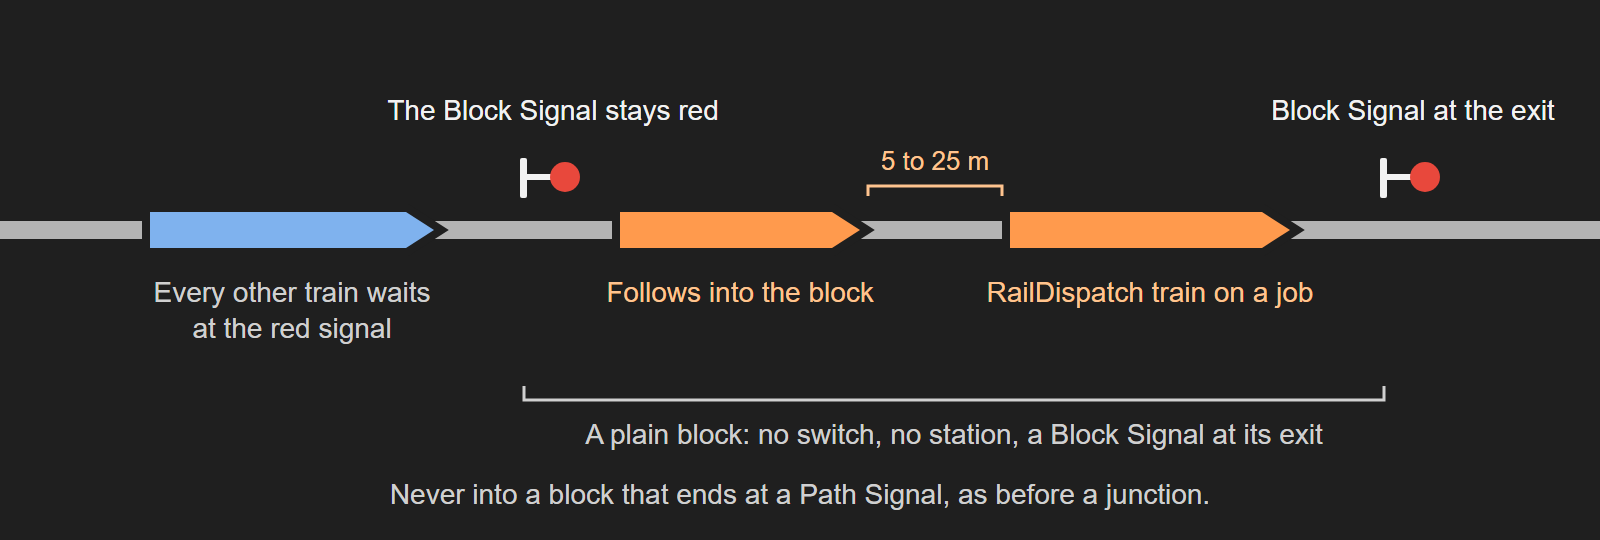 The Block Signal stays red
Block Signal at the exit
5 to 25 m
Every other train waits
at the red signal
Follows into the block
RailDispatch train on a job
A plain block: no switch, no station, a Block Signal at its exit
Never into a block that ends at a Path Signal, as before a junction.